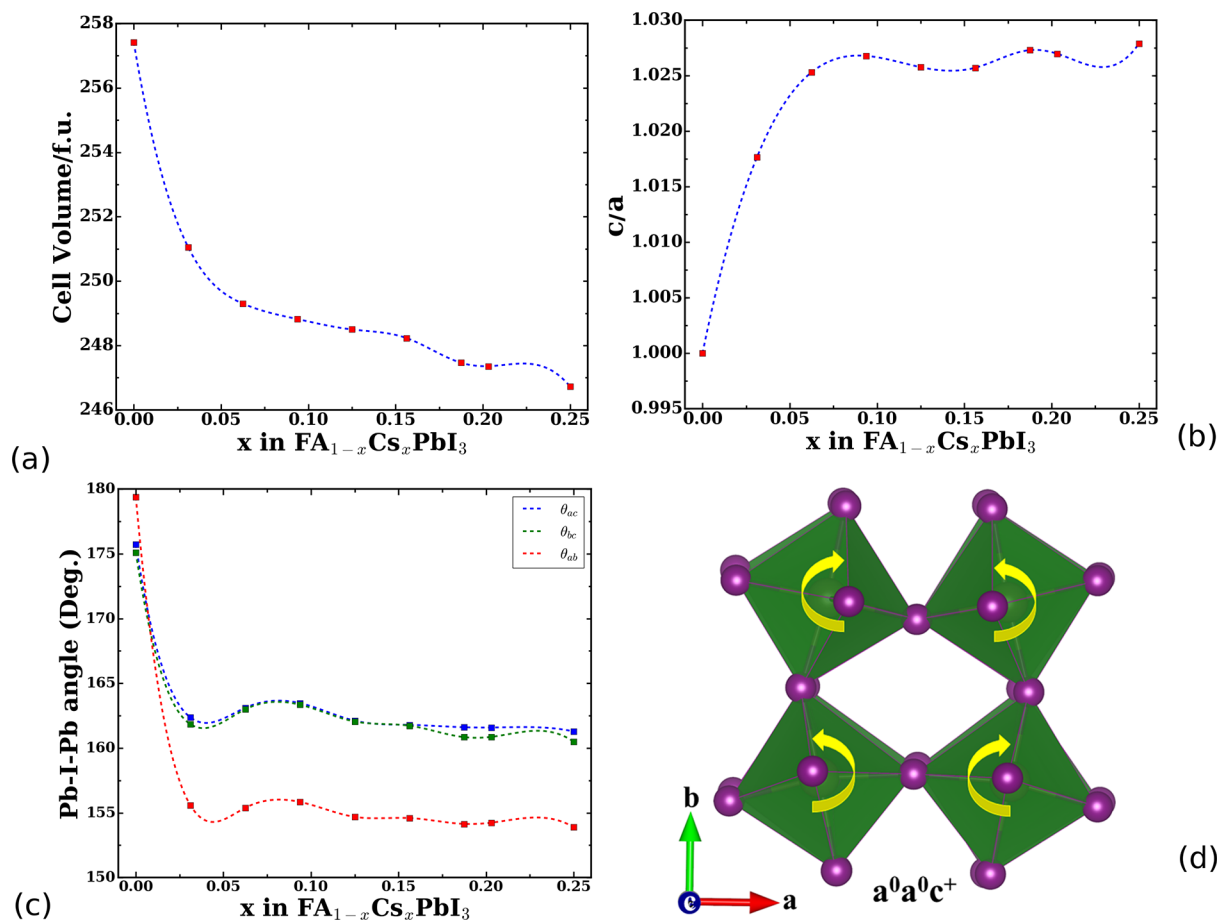 258
257
256
254
252
250
249
247
246
0.00 0.05 0.10 0.15 0.20 0.25
Cell Volume/f.u.
x in FA1−xCsxPbI3
(a)
1.030
1.025
1.020
1.015
1.010
1.005
1.000
0.995
0.00 0.05 0.10 0.15 0.20 0.25
c/a
x in FA1−xCsxPbI3
(b)
180
175
170
165
160
155
150
0.00 0.05 0.10 0.15 0.20 0.25
Pb-I-Pb angle (Deg.)
x in FA1−xCsxPbI3
θac
θbc
θab
(c)
b
a
a⁰a⁰c⁺
(d)